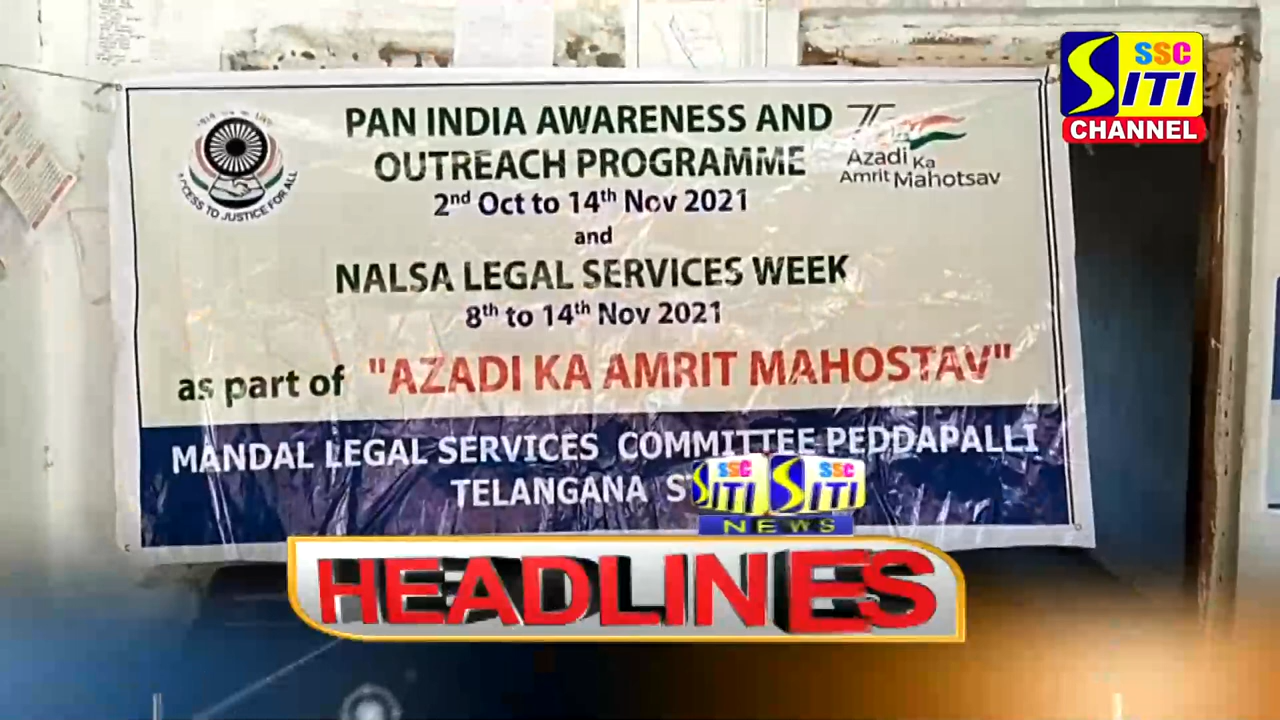 SSC
SITI
CHANNEL
PAN INDIA AWARENESS AND
OUTREACH PROGRAMME
2nd Oct to 14th Nov 2021
and
NALSA LEGAL SERVICES WEEK
8th to 14th Nov 2021
as part of "AZADI KA AMRIT MAHOSTAV"
75
Azadi Ka
Amrit Mahotsav
TO JUSTICE FOR ALL
MANDAL LEGAL SERVICES COMMITTEE PEDDAPALLI
TELANGANA
SSC SSC
SITI SITI
NEWS
HEADLINES